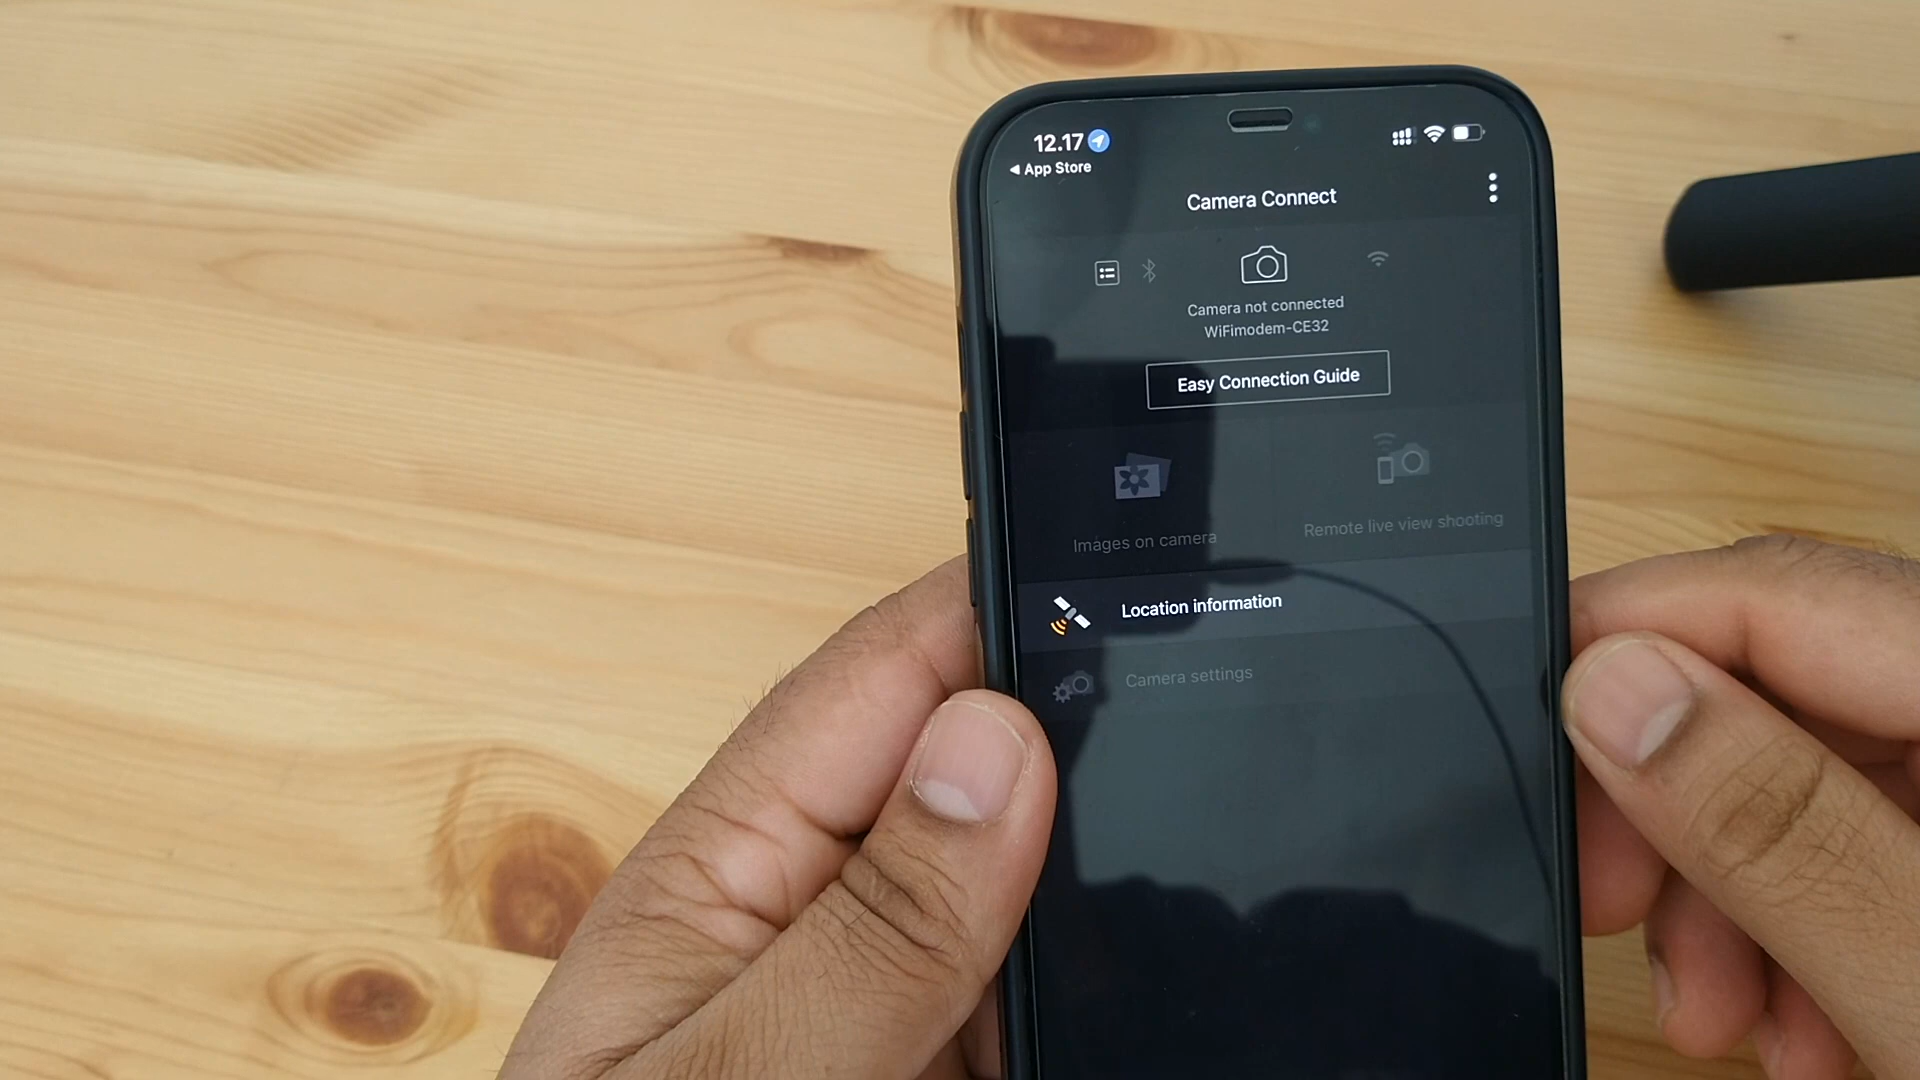 12.17
◀ App Store
Camera Connect
Camera not connected
WiFimodem-CE32
Easy Connection Guide
Images on camera
Remote live view shooting
Location information
Camera settings